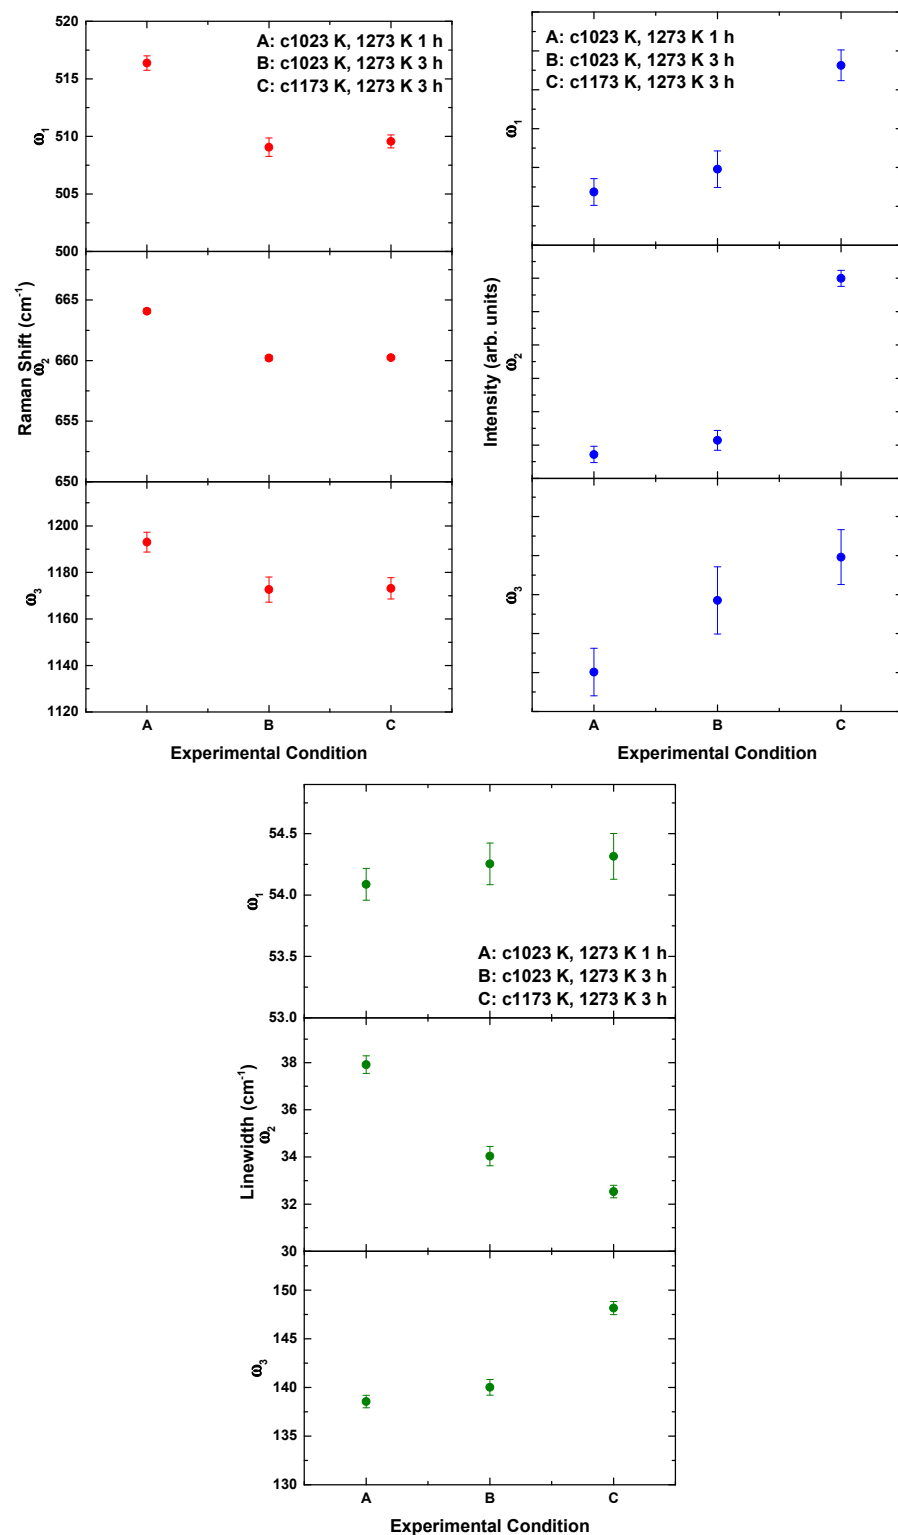 A: c1023 K, 1273 K 1 h
B: c1023 K, 1273 K 3 h
C: c1173 K, 1273 K 3 h
520
515
510
505
500
ω1
665
660
655
650
Raman Shift (cm-1)
ω2
1200
1180
1160
1140
1120
ω3
A B C
Experimental Condition
A: c1023 K, 1273 K 1 h
B: c1023 K, 1273 K 3 h
C: c1173 K, 1273 K 3 h
ω1
Intensity (arb. units)
ω2
ω3
A B C
Experimental Condition
54.5
54.0
53.5
53.0
ω1
A: c1023 K, 1273 K 1 h
B: c1023 K, 1273 K 3 h
C: c1173 K, 1273 K 3 h
38
36
34
32
30
Linewidth (cm-1)
ω2
150
145
140
135
130
ω3
A B C
Experimental Condition